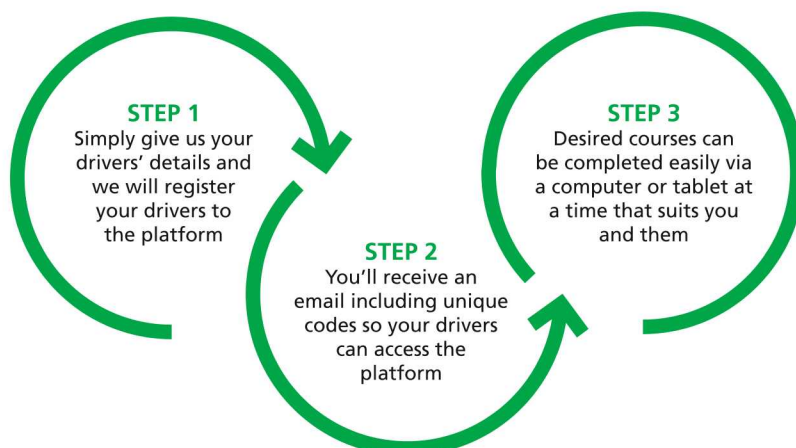 STEP 1
Simply give us your
drivers’ details and
we will register
your drivers to
the platform
STEP 2
You’ll receive an
email including unique
codes so your drivers
can access the
platform
STEP 3
Desired courses can
be completed easily via
a computer or tablet at
a time that suits you
and them